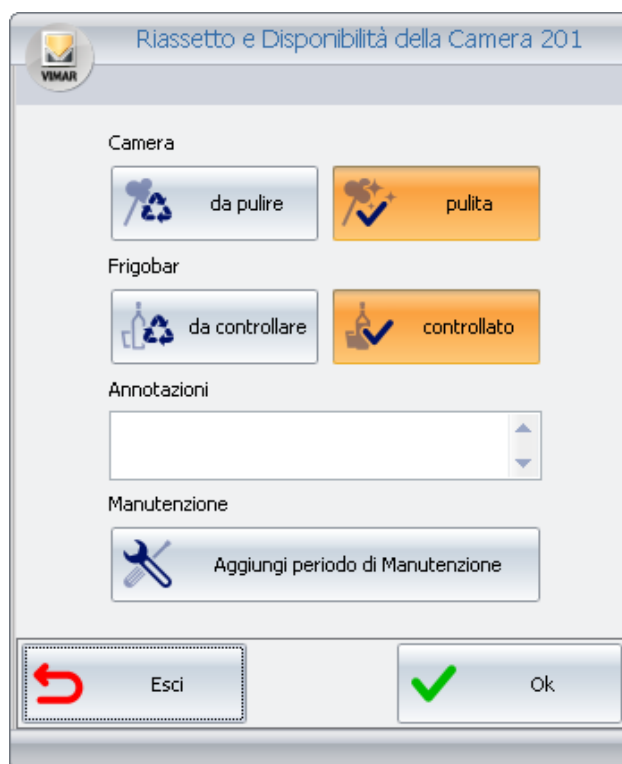 Riassetto e Disponibilità della Camera 201
VIMAR
Camera
da pulire
pulita
Frigobar
da controllare
controllato
Annotazioni
Manutenzione
Aggiungi periodo di Manutenzione
Esci
Ok